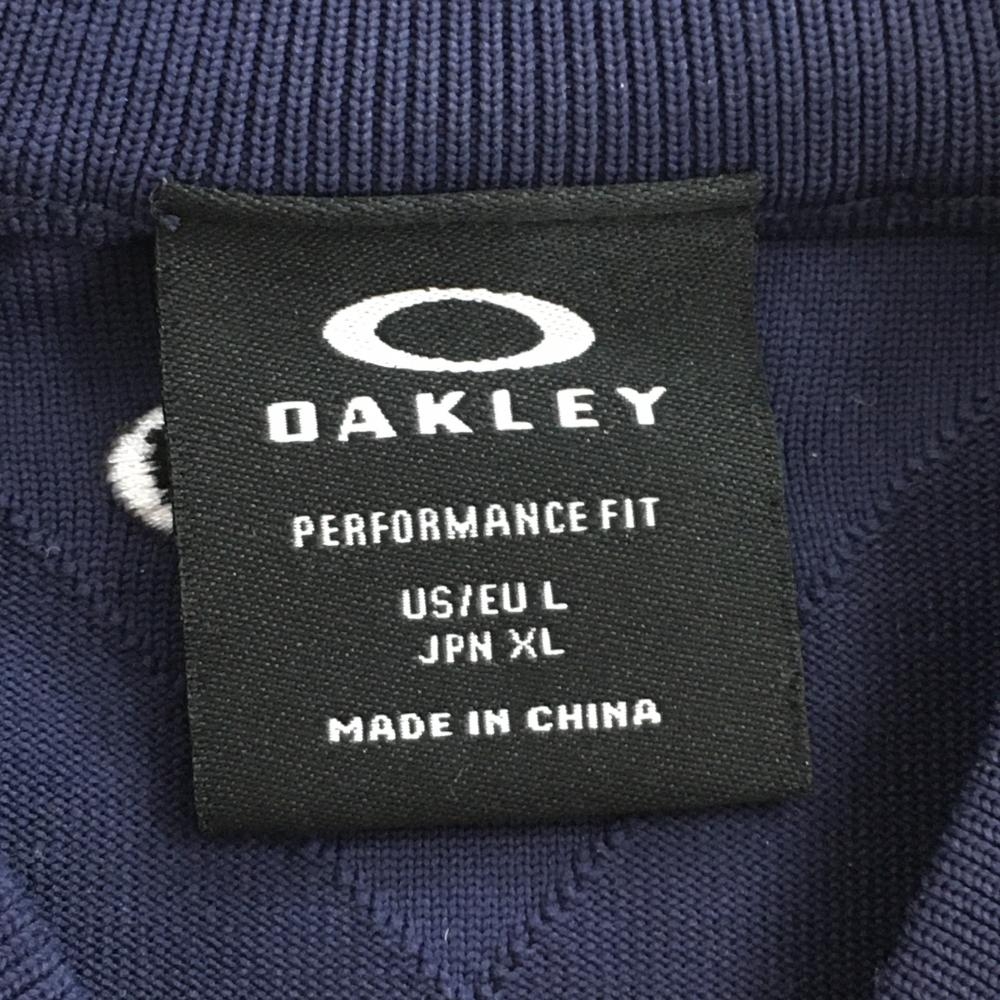 OAKLEY
PERFORMANCE FIT
US/EU L
JPN XL
MADE IN CHINA